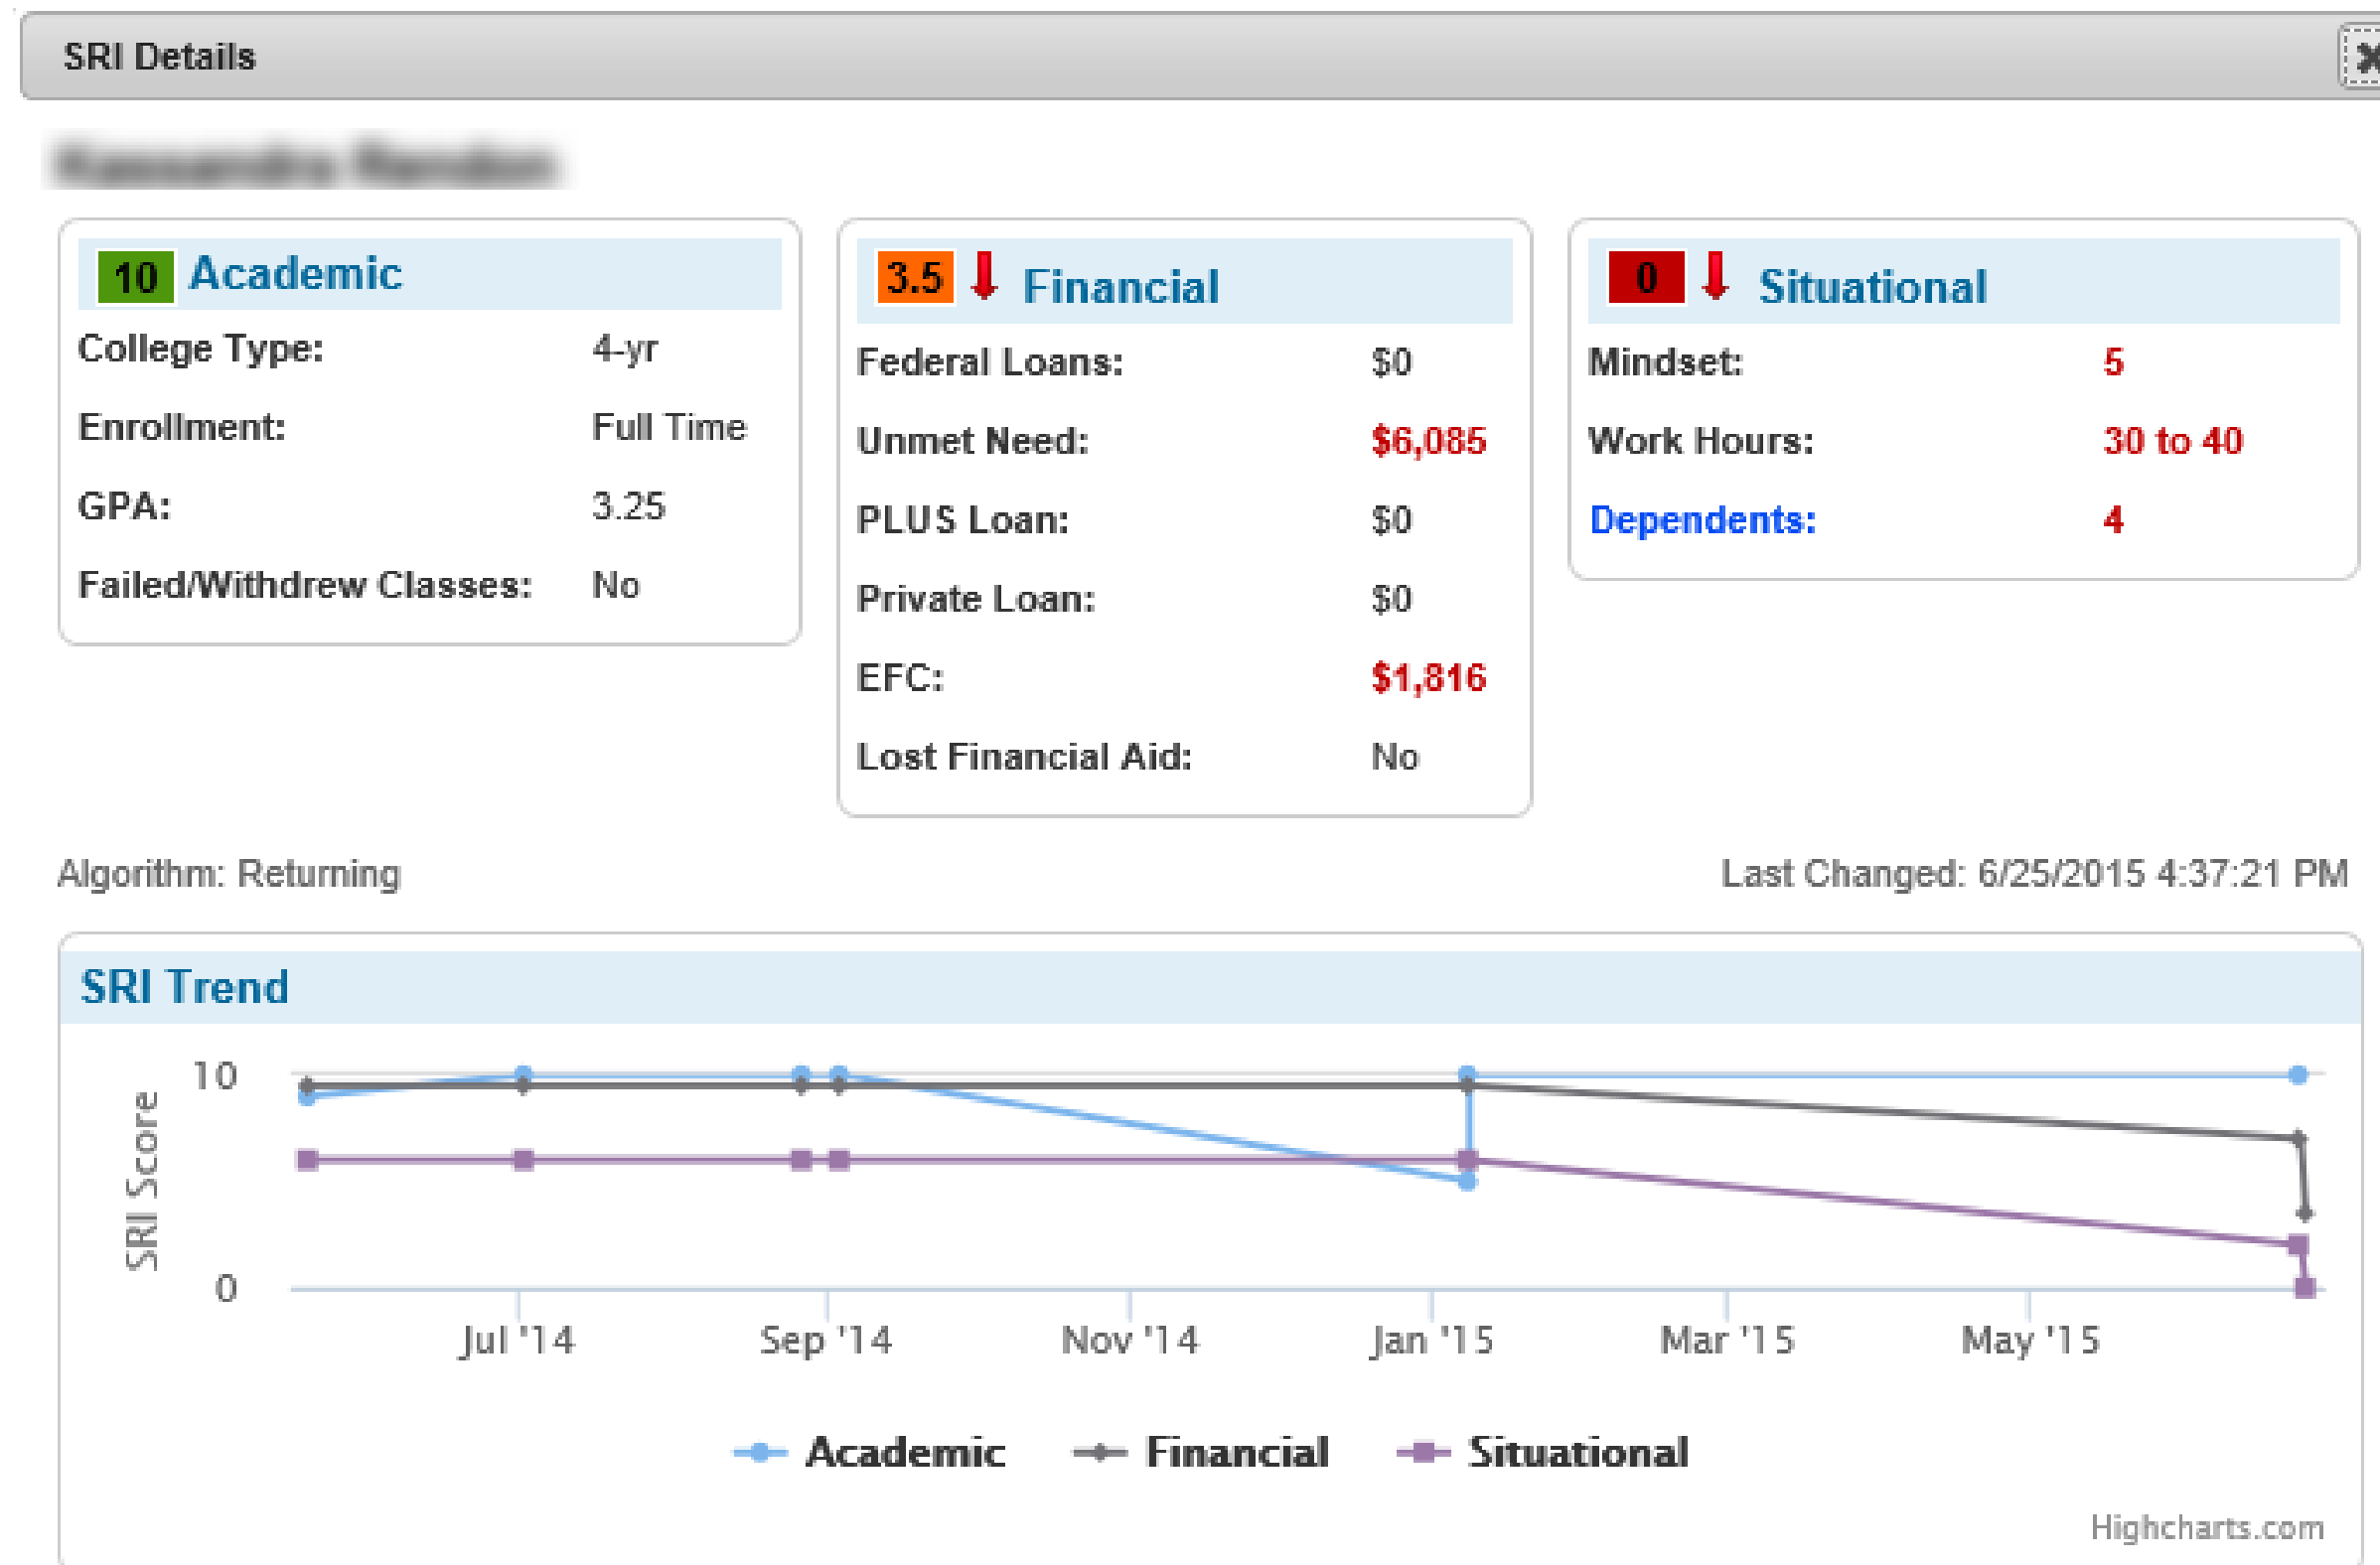 SRI Details
10 Academic
College Type: 4-yr
Enrollment: Full Time
GPA: 3.25
Failed/Withdrew Classes: No
3.5 Financial
Federal Loans: $0
Unmet Need: $6,085
PLUS Loan: $0
Private Loan: $0
EFC: $1,816
Lost Financial Aid: No
0 Situational
Mindset: 5
Work Hours: 30 to 40
Dependents: 4
Algorithm: Returning
Last Changed: 6/25/2015 4:37:21 PM
SRI Trend
SRI Score
10
0
Jul '14 Sep '14 Nov '14 Jan '15 Mar '15 May '15
Academic Financial Situational
Highcharts.com